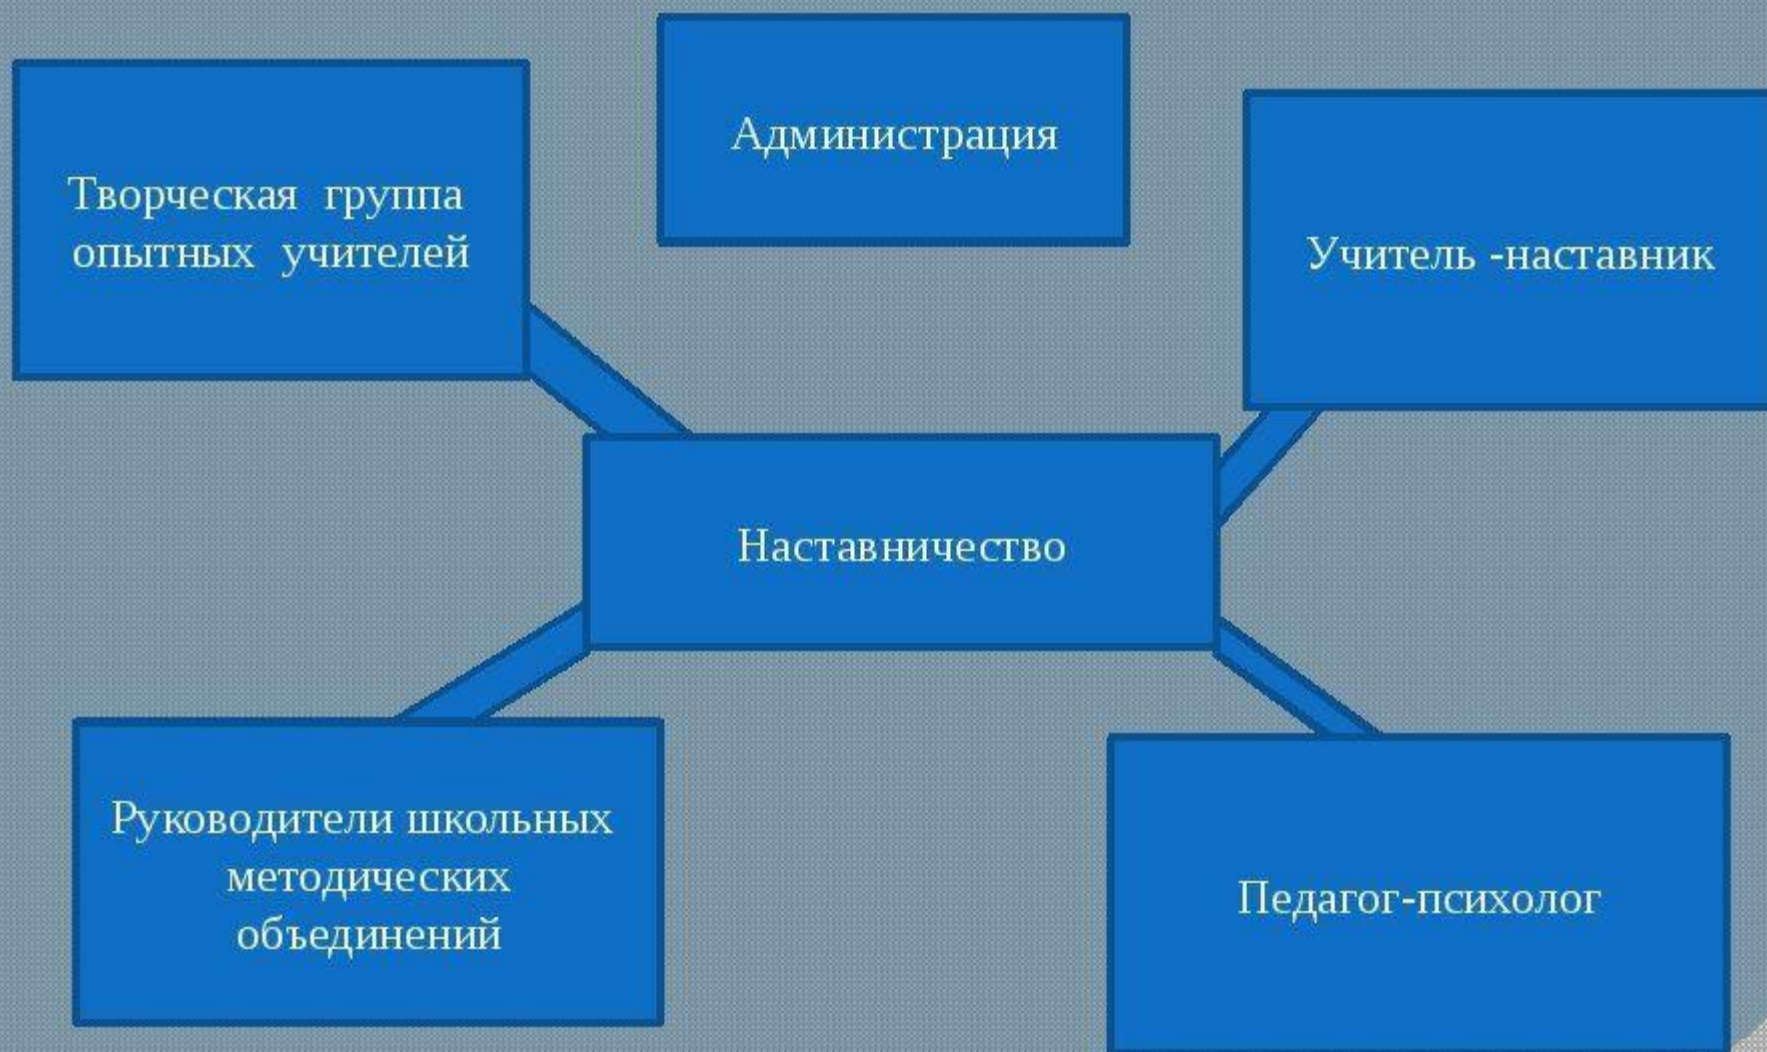 Администрация
Творческая группа
опытных учителей
Учитель -наставник
Наставничество
Руководители школьных
методических
объединений
Педагог-психолог